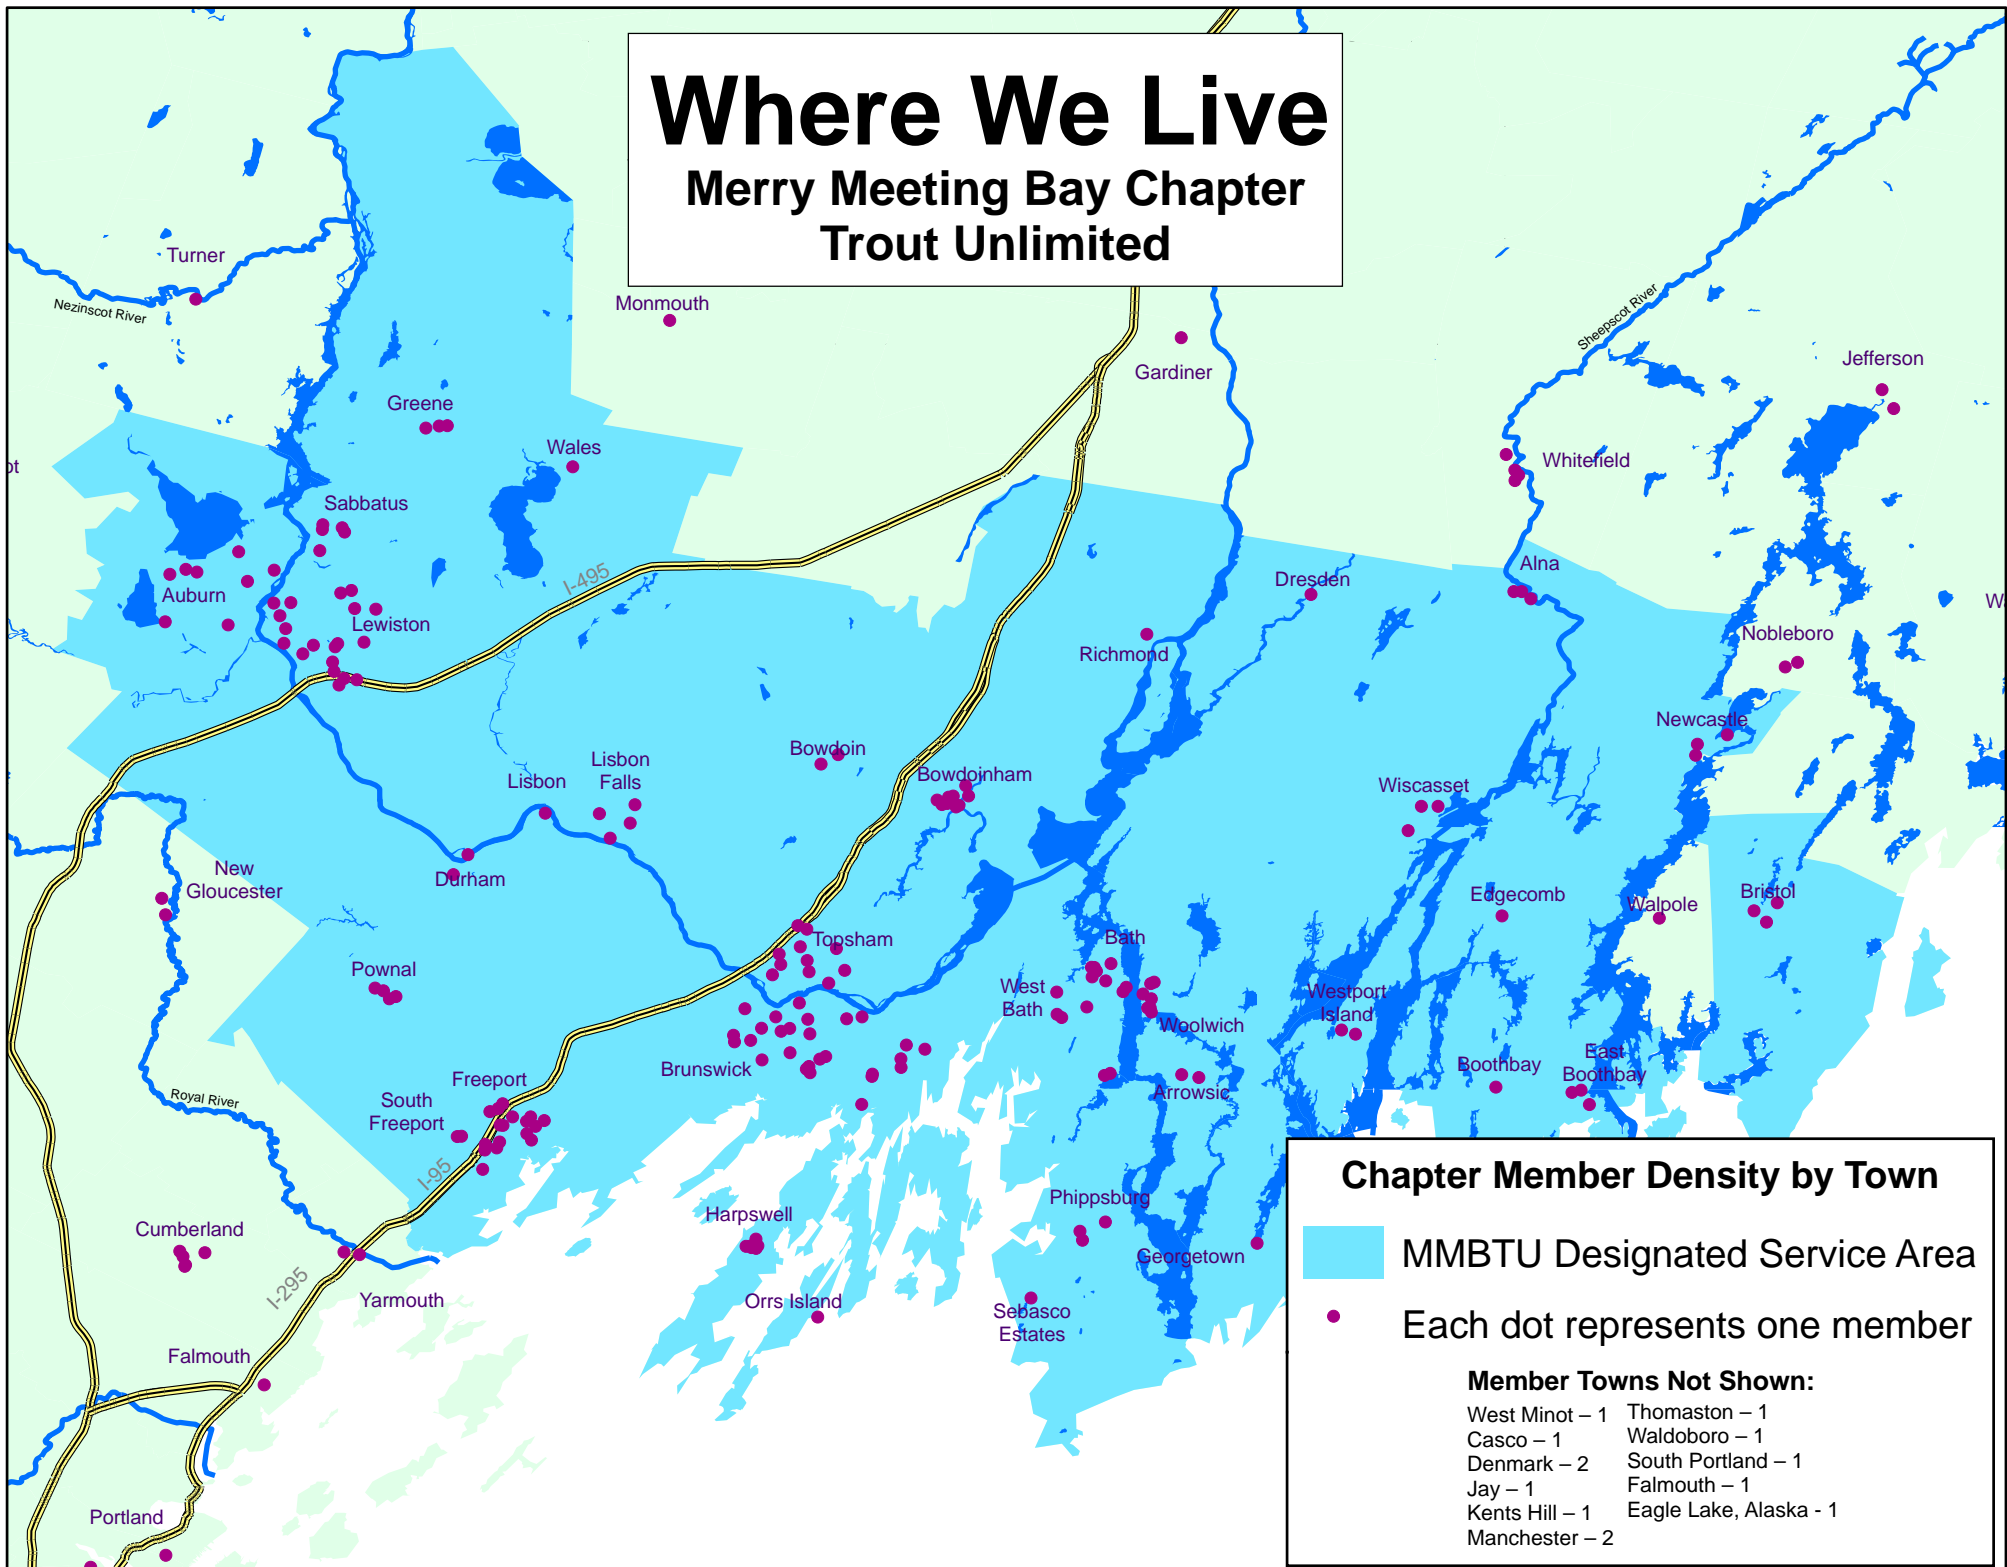 Where We Live
Merry Meeting Bay Chapter
Trout Unlimited
Turner
Nezinscot River
Monmouth
Gardiner
Sheepscot River
Jefferson
Greene
Wales
ot
Whitefield
Sabbatus
I-495
Auburn
Lewiston
Dresden
Alna
W
Nobleboro
Richmond
Newcastle
Bowdoin
Lisbon
Lisbon
Falls
Bowdoinham
Wiscasset
New
Gloucester
Durham
Edgecomb
Walpole
Bristol
Topsham
Bath
Pownal
West
Bath
Westport
Island
Woolwich
Brunswick
Freeport
South
Freeport
Royal River
Boothbay
East
Boothbay
Arrowsic
I-95
Phippsburg
Harpswell
Georgetown
Cumberland
I-295
Yarmouth
Orrs Island
Sebasco
Estates
Falmouth
Portland
Chapter Member Density by Town
MMBTU Designated Service Area
Each dot represents one member
Member Towns Not Shown:
West Minot – 1
Casco – 1
Denmark – 2
Jay – 1
Kents Hill – 1
Manchester – 2
Thomaston – 1
Waldoboro – 1
South Portland – 1
Falmouth – 1
Eagle Lake, Alaska - 1